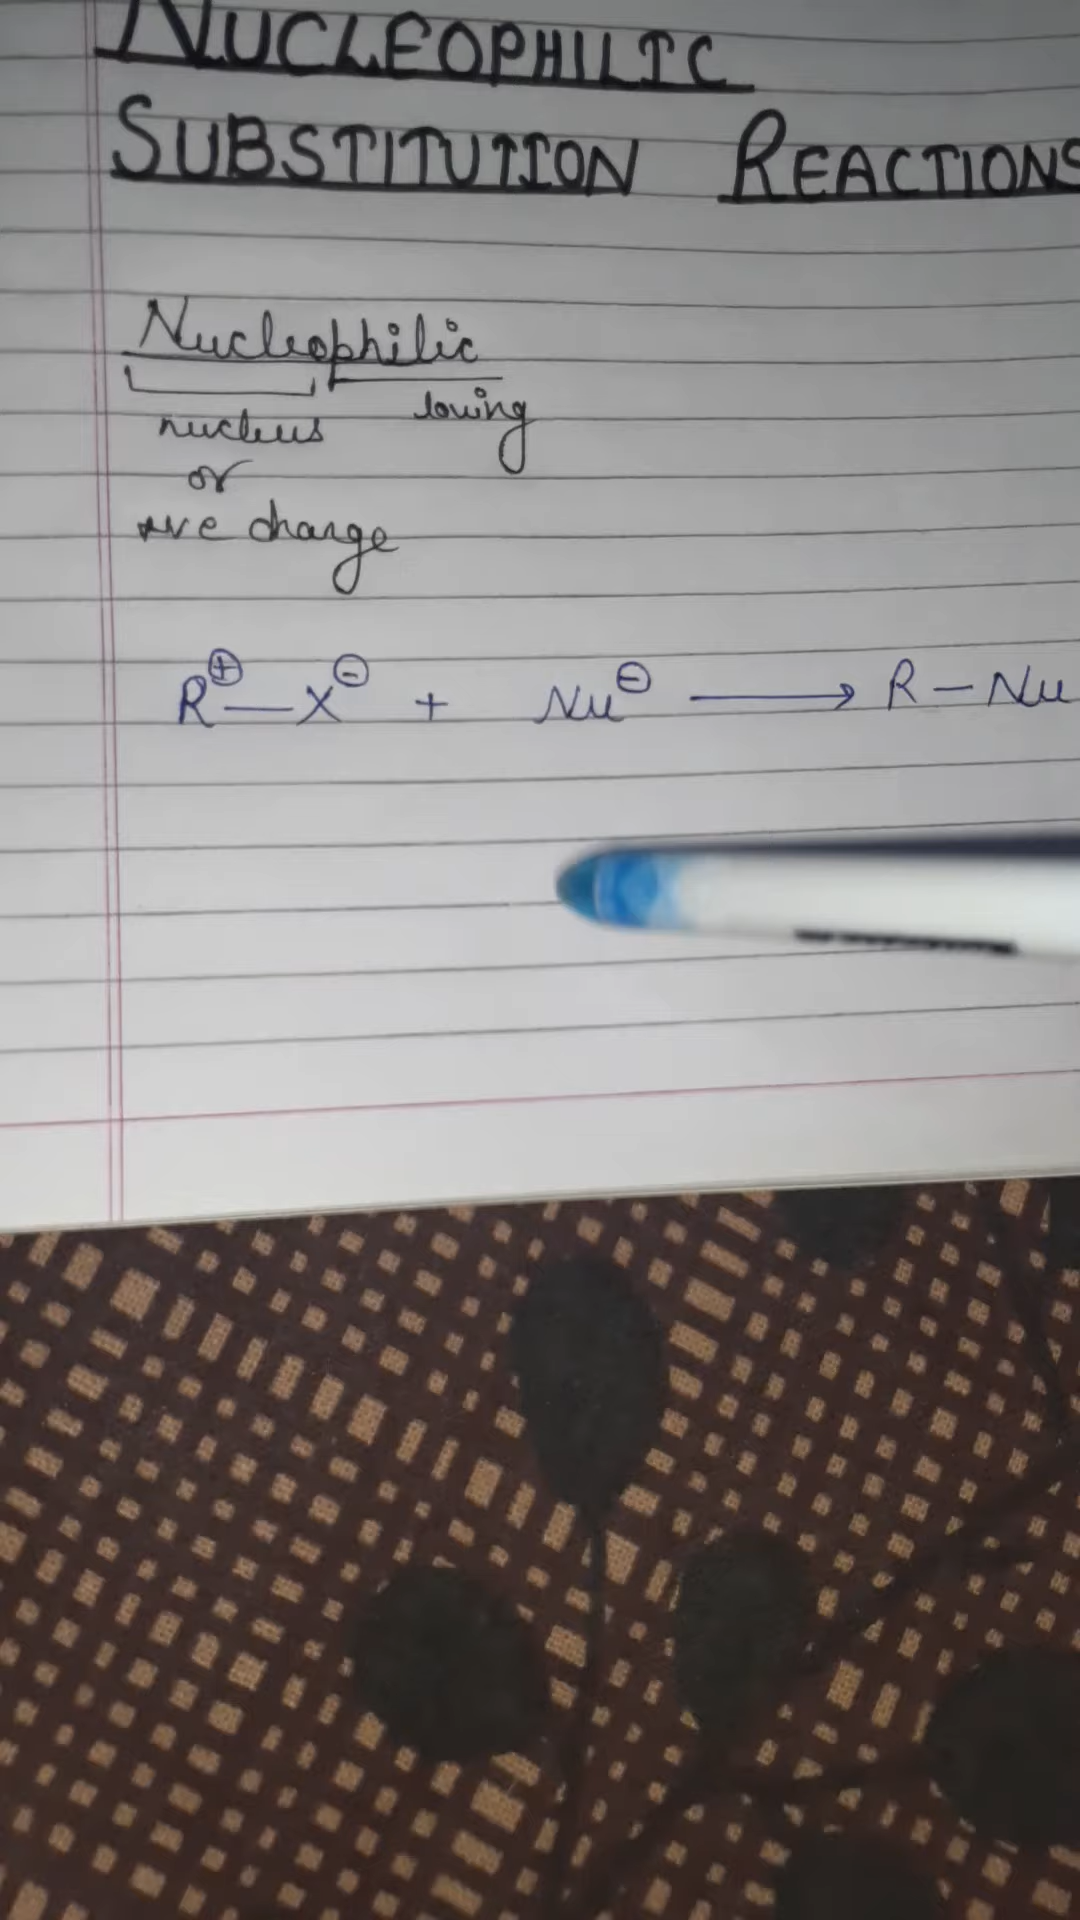 NUCLEOPHILIC
SUBSTITUTION REACTIONS
Nucleophilic
nucleus loving
or
+ve charge
R⊕—X⊖ + Nu⊖ ⟶ R—Nu